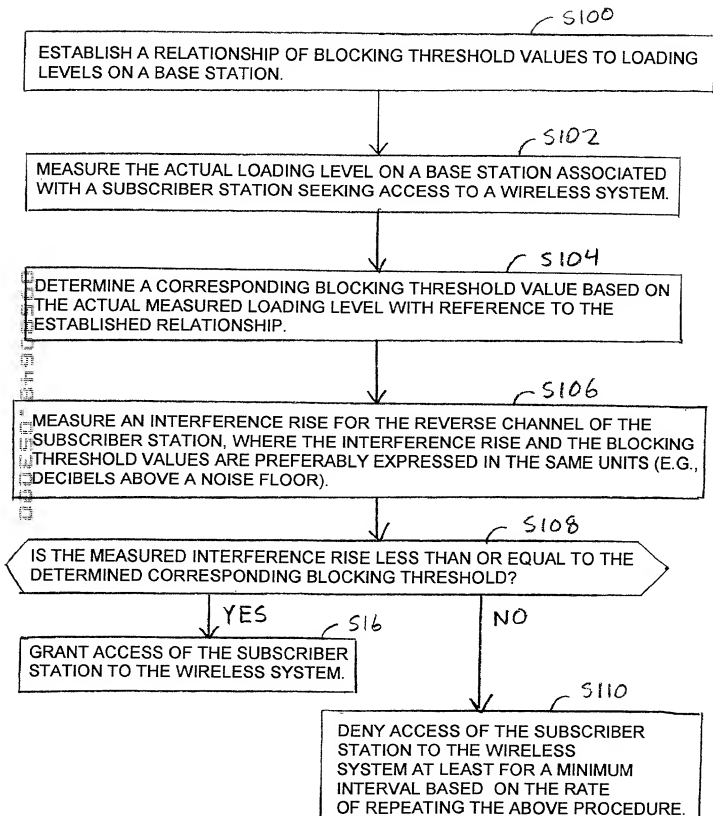 S100
ESTABLISH A RELATIONSHIP OF BLOCKING THRESHOLD VALUES TO LOADING
LEVELS ON A BASE STATION.
S102
MEASURE THE ACTUAL LOADING LEVEL ON A BASE STATION ASSOCIATED
WITH A SUBSCRIBER STATION SEEKING ACCESS TO A WIRELESS SYSTEM.
S104
DETERMINE A CORRESPONDING BLOCKING THRESHOLD VALUE BASED ON
THE ACTUAL MEASURED LOADING LEVEL WITH REFERENCE TO THE
ESTABLISHED RELATIONSHIP.
S106
MEASURE AN INTERFERENCE RISE FOR THE REVERSE CHANNEL OF THE
SUBSCRIBER STATION, WHERE THE INTERFERENCE RISE AND THE BLOCKING
THRESHOLD VALUES ARE PREFERABLY EXPRESSED IN THE SAME UNITS (E.G.,
DECIBELS ABOVE A NOISE FLOOR).
S108
IS THE MEASURED INTERFERENCE RISE LESS THAN OR EQUAL TO THE
DETERMINED CORRESPONDING BLOCKING THRESHOLD?
YES
NO
S16
GRANT ACCESS OF THE SUBSCRIBER
STATION TO THE WIRELESS SYSTEM.
S110
DENY ACCESS OF THE SUBSCRIBER
STATION TO THE WIRELESS
SYSTEM AT LEAST FOR A MINIMUM
INTERVAL BASED ON THE RATE
OF REPEATING THE ABOVE PROCEDURE.